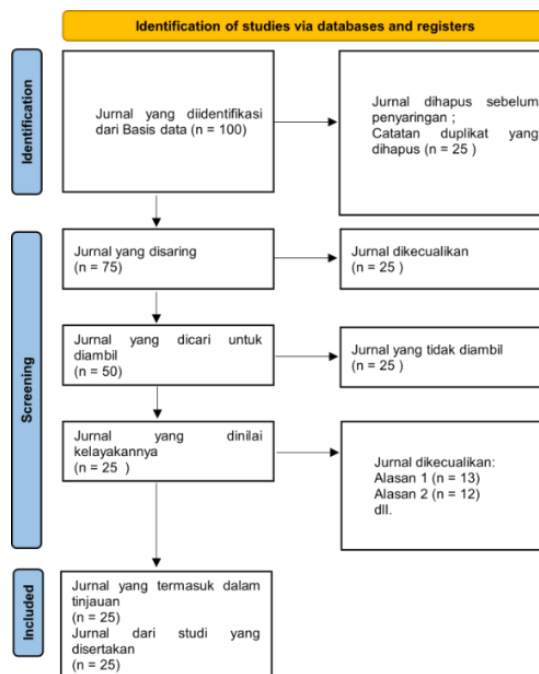 Identification of studies via databases and registers
Identification
Jurnal yang diidentifikasi
dari Basis data (n = 100)
Jurnal dihapus sebelum
penyaringan ;
Catatan duplikat yang
dihapus (n = 25 )
Screening
Jurnal yang disaring
(n = 75)
Jurnal dikecualikan
(n = 25 )
Jurnal yang dicari untuk
diambil
(n = 50)
Jurnal yang tidak diambil
(n = 25 )
Jurnal yang dinilai
kelayakannya
(n = 25 )
Jurnal dikecualikan:
Alasan 1 (n = 13)
Alasan 2 (n = 12)
dll.
Included
Jurnal yang termasuk dalam
tinjauan
(n = 25)
Jurnal dari studi yang
disertakan
(n = 25)